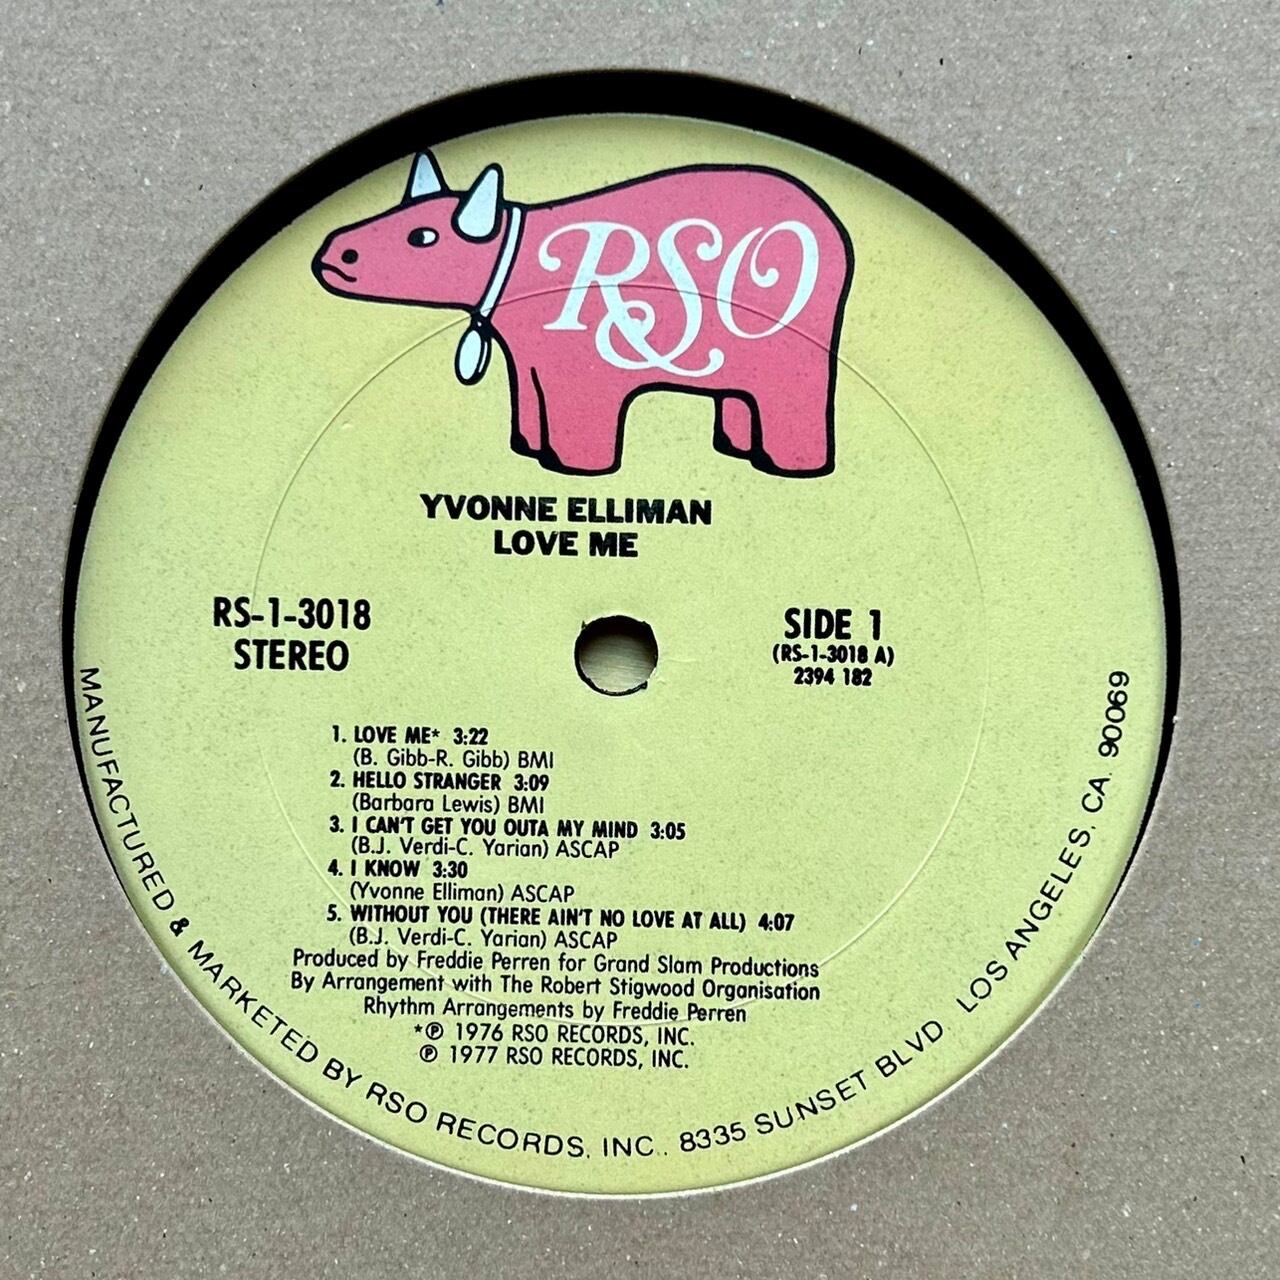 RSO
YVONNE ELLIMAN
LOVE ME
RS-1-3018
STEREO
SIDE 1
(RS-1-3018 A)
2394 182
1. LOVE ME* 3:22
(B. Gibb-R. Gibb) BMI
2. HELLO STRANGER 3:09
(Barbara Lewis) BMI
3. I CAN'T GET YOU OUTA MY MIND 3:05
(B.J. Verdi-C. Yarian) ASCAP
4. I KNOW 3:30
(Yvonne Elliman) ASCAP
5. WITHOUT YOU (THERE AIN'T NO LOVE AT ALL) 4:07
(B.J. Verdi-C. Yarian) ASCAP
Produced by Freddie Perren for Grand Slam Productions
By Arrangement with The Robert Stigwood Organisation
Rhythm Arrangements by Freddie Perren
*℗ 1976 RSO RECORDS, INC.
℗ 1977 RSO RECORDS, INC.
MANUFACTURED & MARKETED BY RSO RECORDS, INC.. 8335 SUNSET BLVD LOS ANGELES, CA. 90069